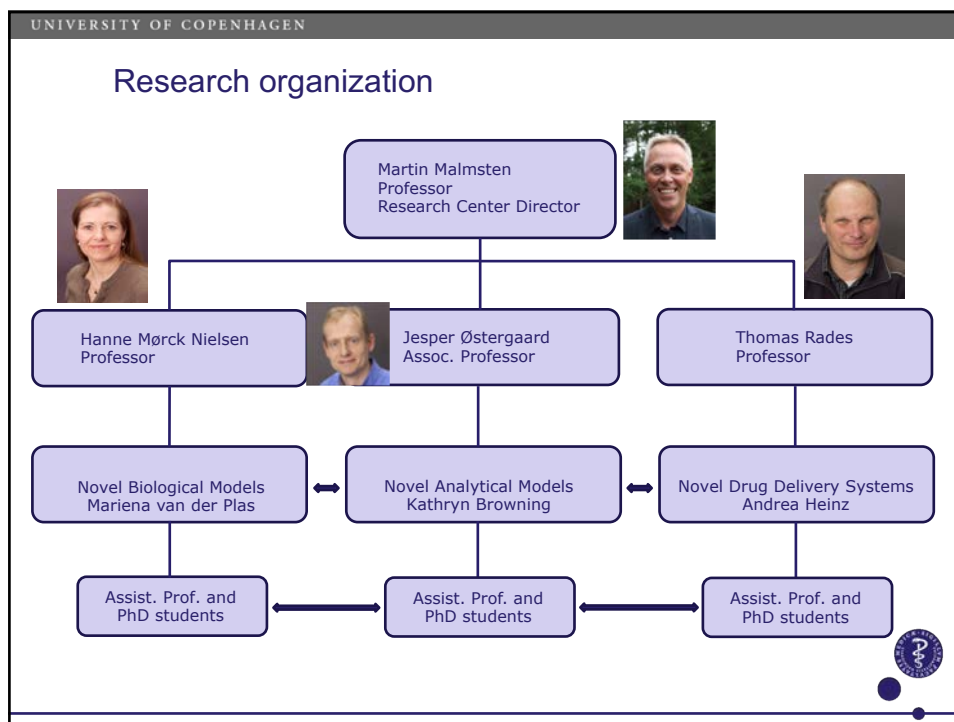 UNIVERSITY OF COPENHAGEN
Research organization
Martin Malmsten
Professor
Research Center Director
Hanne Mørck Nielsen
Professor
Jesper Østergaard
Assoc. Professor
Thomas Rades
Professor
Novel Biological Models
Mariena van der Plas
Novel Analytical Models
Kathryn Browning
Novel Drug Delivery Systems
Andrea Heinz
Assist. Prof. and
PhD students
Assist. Prof. and
PhD students
Assist. Prof. and
PhD students